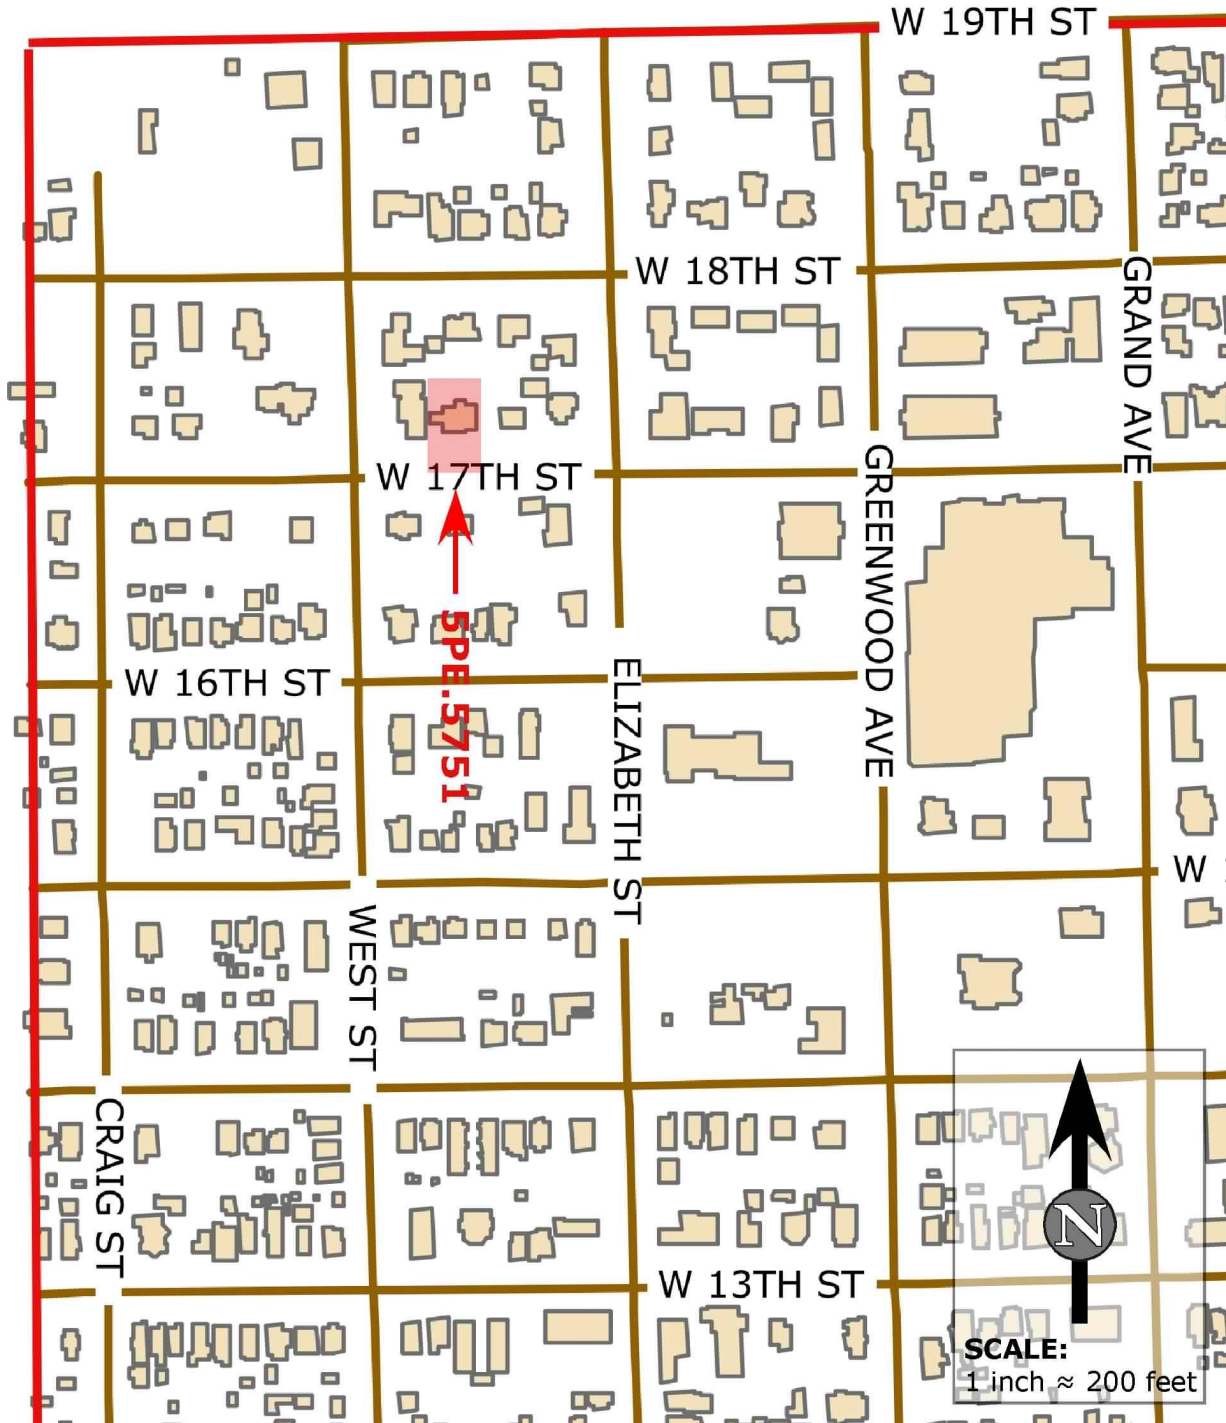 W 19TH ST
W 18TH ST
GRAND AVE
W 17TH ST
GREENWOOD AVE
5PE.5751
W 16TH ST
ELIZABETH ST
W
WEST ST
CRAIG ST
N
W 13TH ST
SCALE:
1 inch ≈ 200 feet